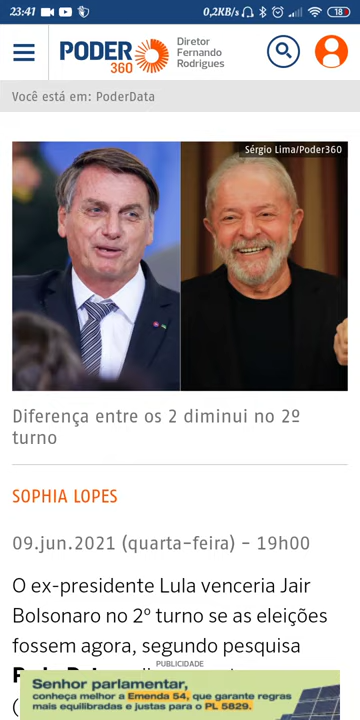 23:41
0,2KB/s
18
PODER
360
Diretor
Fernando
Rodrigues
Você está em: PoderData
Sérgio Lima/Poder360
Diferença entre os 2 diminui no 2º
turno
SOPHIA LOPES
09.jun.2021 (quarta-feira) - 19h00
O ex-presidente Lula venceria Jair
Bolsonaro no 2º turno se as eleições
fossem agora, segundo pesquisa
PUBLICIDADE
Senhor parlamentar,
conheça melhor a Emenda 54, que garante regras
mais equilibradas e justas para o PL 5829.